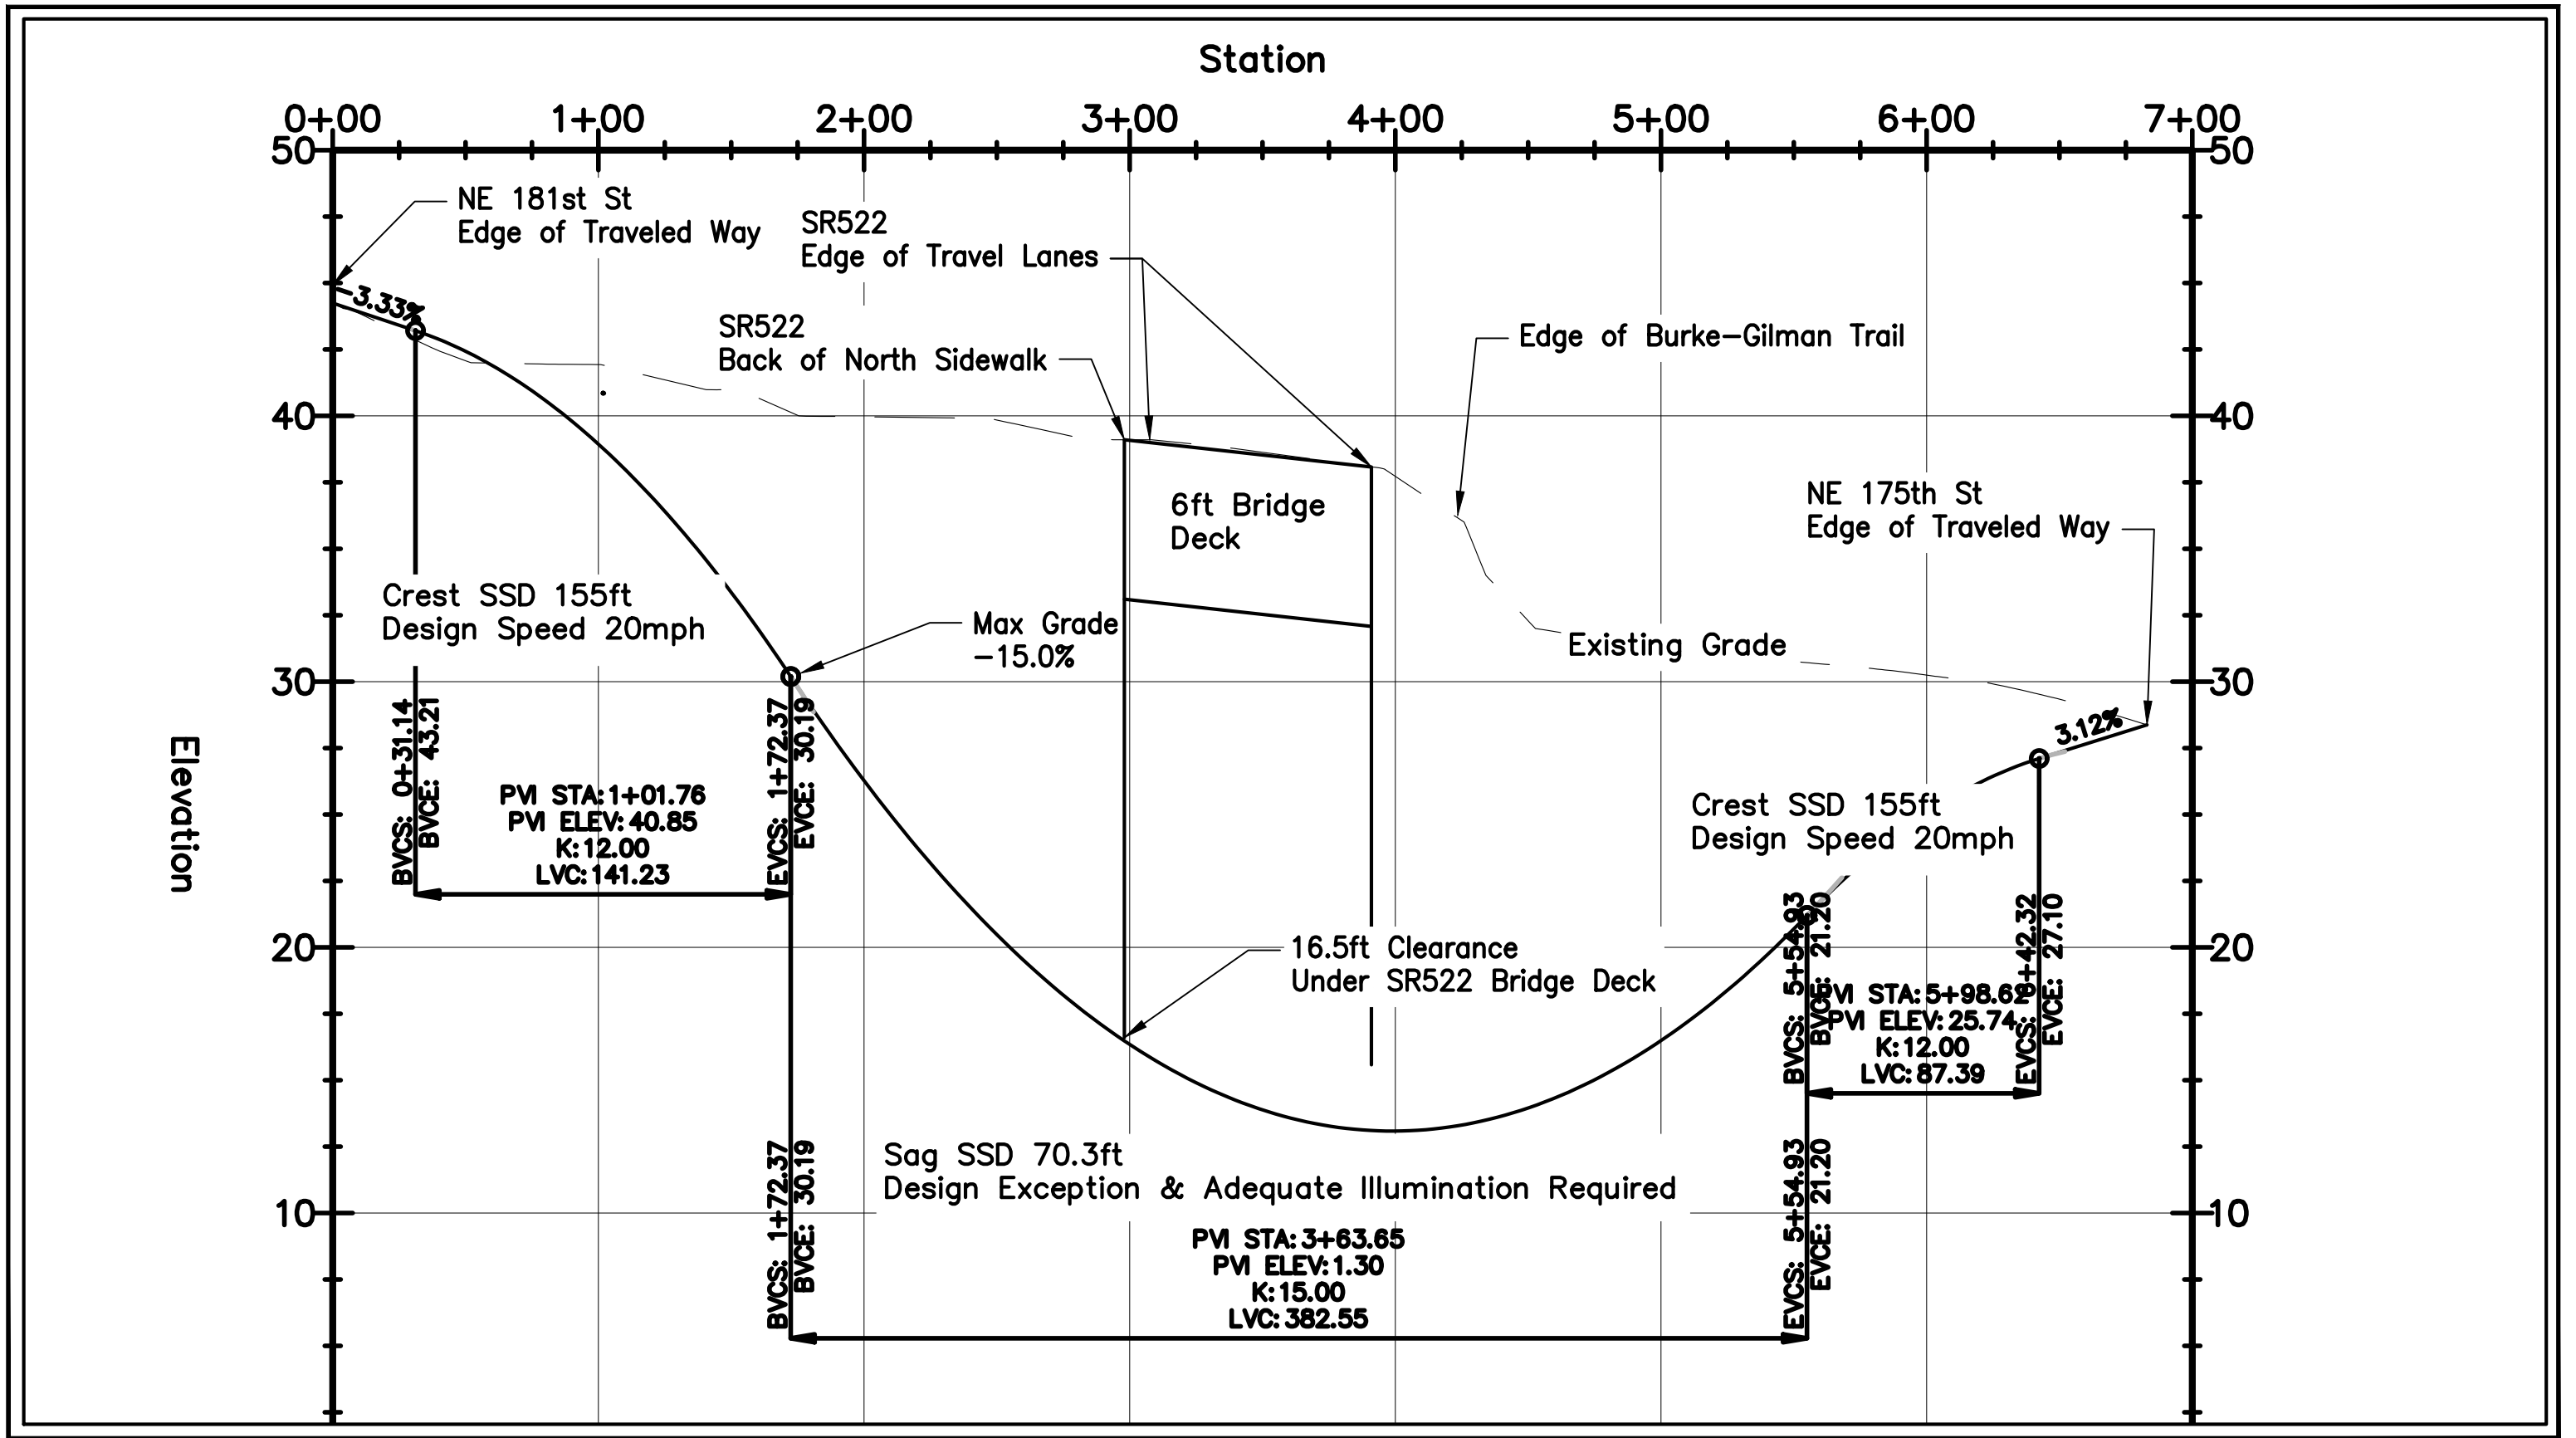 Station
0+00 1+00 2+00 3+00 4+00 5+00 6+00 7+00
50 50
NE 181st St
Edge of Traveled Way
SR522
Edge of Travel Lanes
-3.33%
SR522
Back of North Sidewalk
Edge of Burke-Gilman Trail
40 40
6ft Bridge
Deck
NE 175th St
Edge of Traveled Way
Crest SSD 155ft
Design Speed 20mph
Max Grade
-15.0%
Existing Grade
30 30
3.12%
Elevation
BVCS: 0+31.14
BVCE: 43.21
EVCS: 1+72.37
EVCE: 30.19
PVI STA: 1+01.76
PVI ELEV: 40.85
K: 12.00
LVC: 141.23
Crest SSD 155ft
Design Speed 20mph
20 20
16.5ft Clearance
Under SR522 Bridge Deck
BVCS: 5+54.93
BVCE: 21.20
EVCS: 6+42.32
EVCE: 27.10
PVI STA: 5+98.62
PVI ELEV: 25.74
K: 12.00
LVC: 87.39
Sag SSD 70.3ft
Design Exception & Adequate Illumination Required
10 10
BVCS: 1+72.37
BVCE: 30.19
EVCS: 5+54.93
EVCE: 21.20
PVI STA: 3+63.65
PVI ELEV: 1.30
K: 15.00
LVC: 382.55